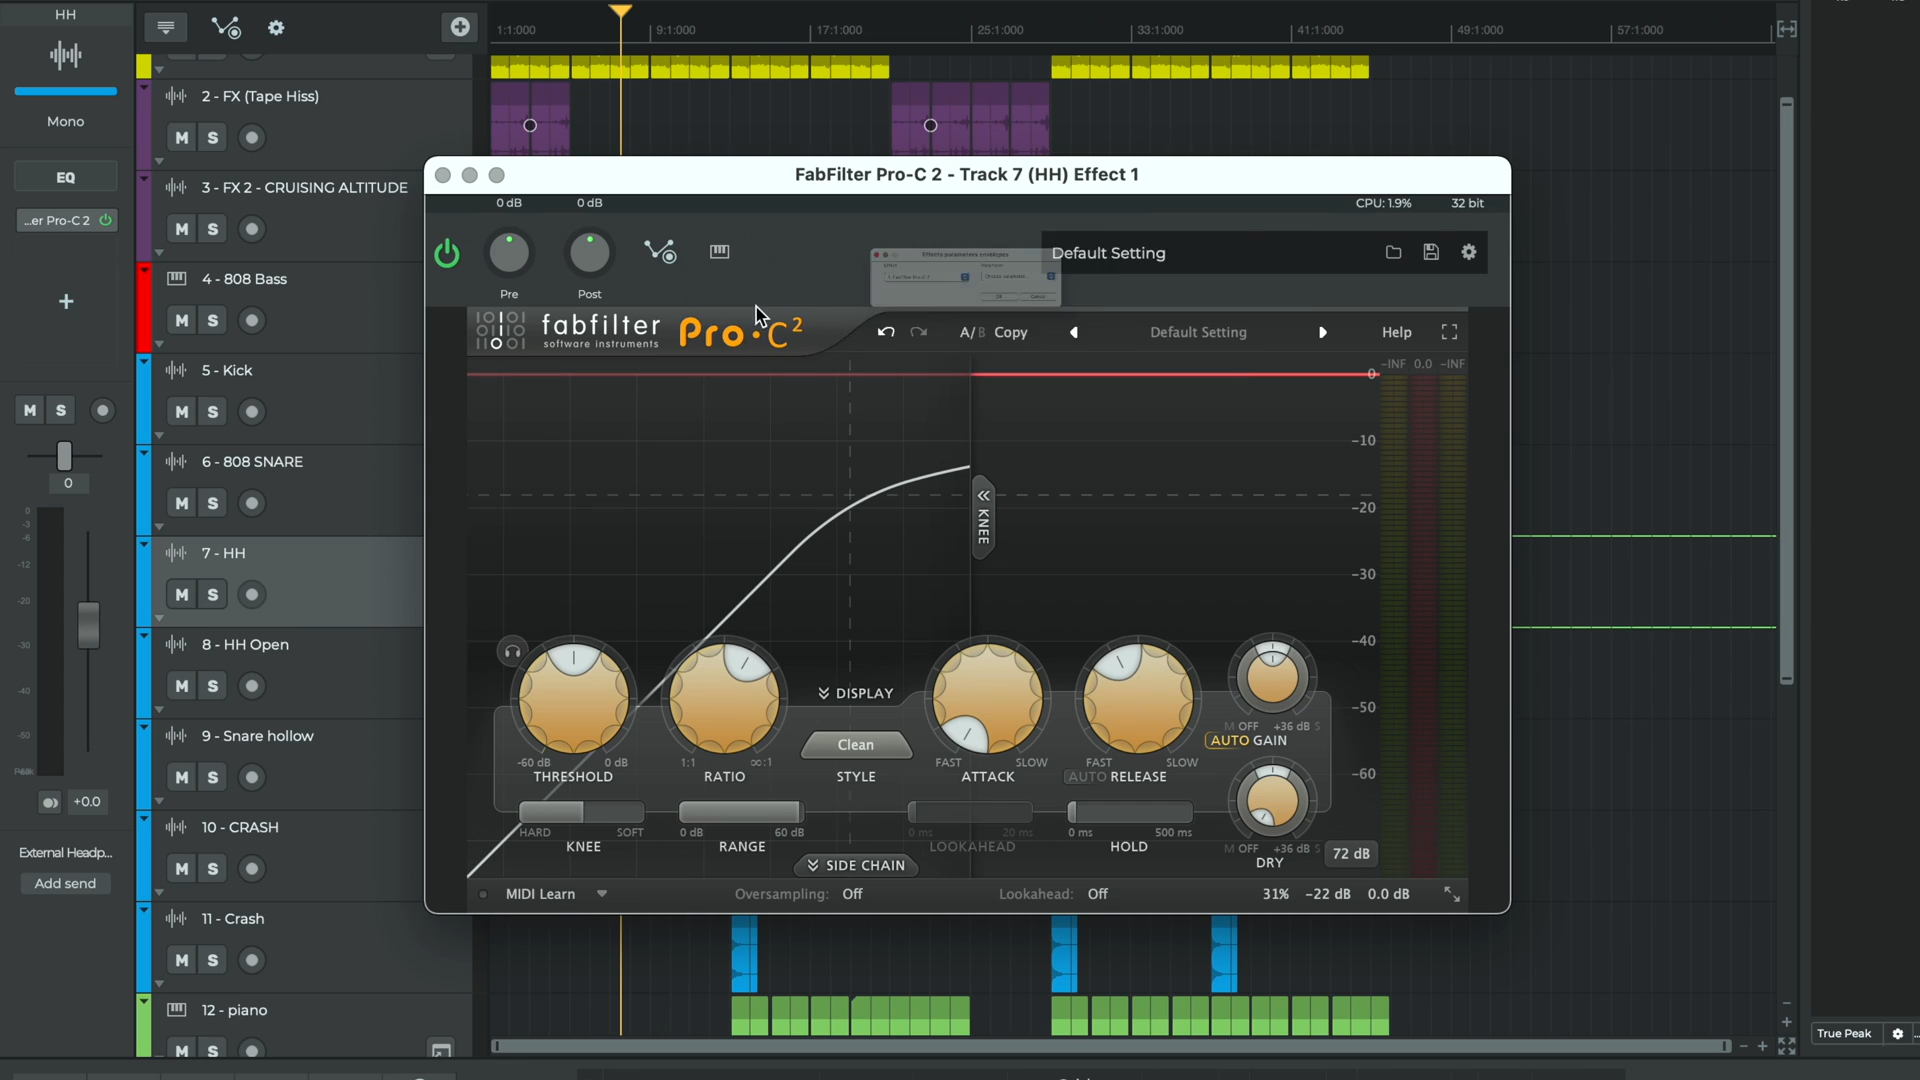 HH
1:1:000 9:1:000 17:1:000 25:1:000 33:1:000 41:1:000 49:1:000 57:1:000
Mono
EQ
...er Pro-C 2
+
M S
0
0
-3
-6
-12
-20
-30
-40
-50
+0.0
External Headp...
Add send
2 - FX (Tape Hiss)
M S
3 - FX 2 - CRUISING ALTITUDE
M S
4 - 808 Bass
M S
5 - Kick
M S
6 - 808 SNARE
M S
7 - HH
M S
8 - HH Open
M S
9 - Snare hollow
M S
10 - CRASH
M S
11 - Crash
M S
12 - piano
M S
FabFilter Pro-C 2 - Track 7 (HH) Effect 1
0 dB 0 dB CPU: 1.9% 32 bit
Pre Post
Effects parameters envelopes
Default Setting
fabfilter
software instruments
Pro·C2
A/B Copy Default Setting Help
-INF 0.0 -INF
0
-10
-20
-30
-40
-50
-60
KNEE
DISPLAY
-60 dB 0 dB
THRESHOLD
1:1 ∞:1
RATIO
Clean
STYLE
FAST SLOW
ATTACK
FAST SLOW
AUTO RELEASE
M OFF +36 dB S
AUTO GAIN
HARD SOFT
KNEE
0 dB 60 dB
RANGE
0 ms 20 ms
LOOKAHEAD
0 ms 500 ms
HOLD
M OFF +36 dB S
DRY
72 dB
SIDE CHAIN
MIDI Learn Oversampling: Off Lookahead: Off 31% -22 dB 0.0 dB
True Peak